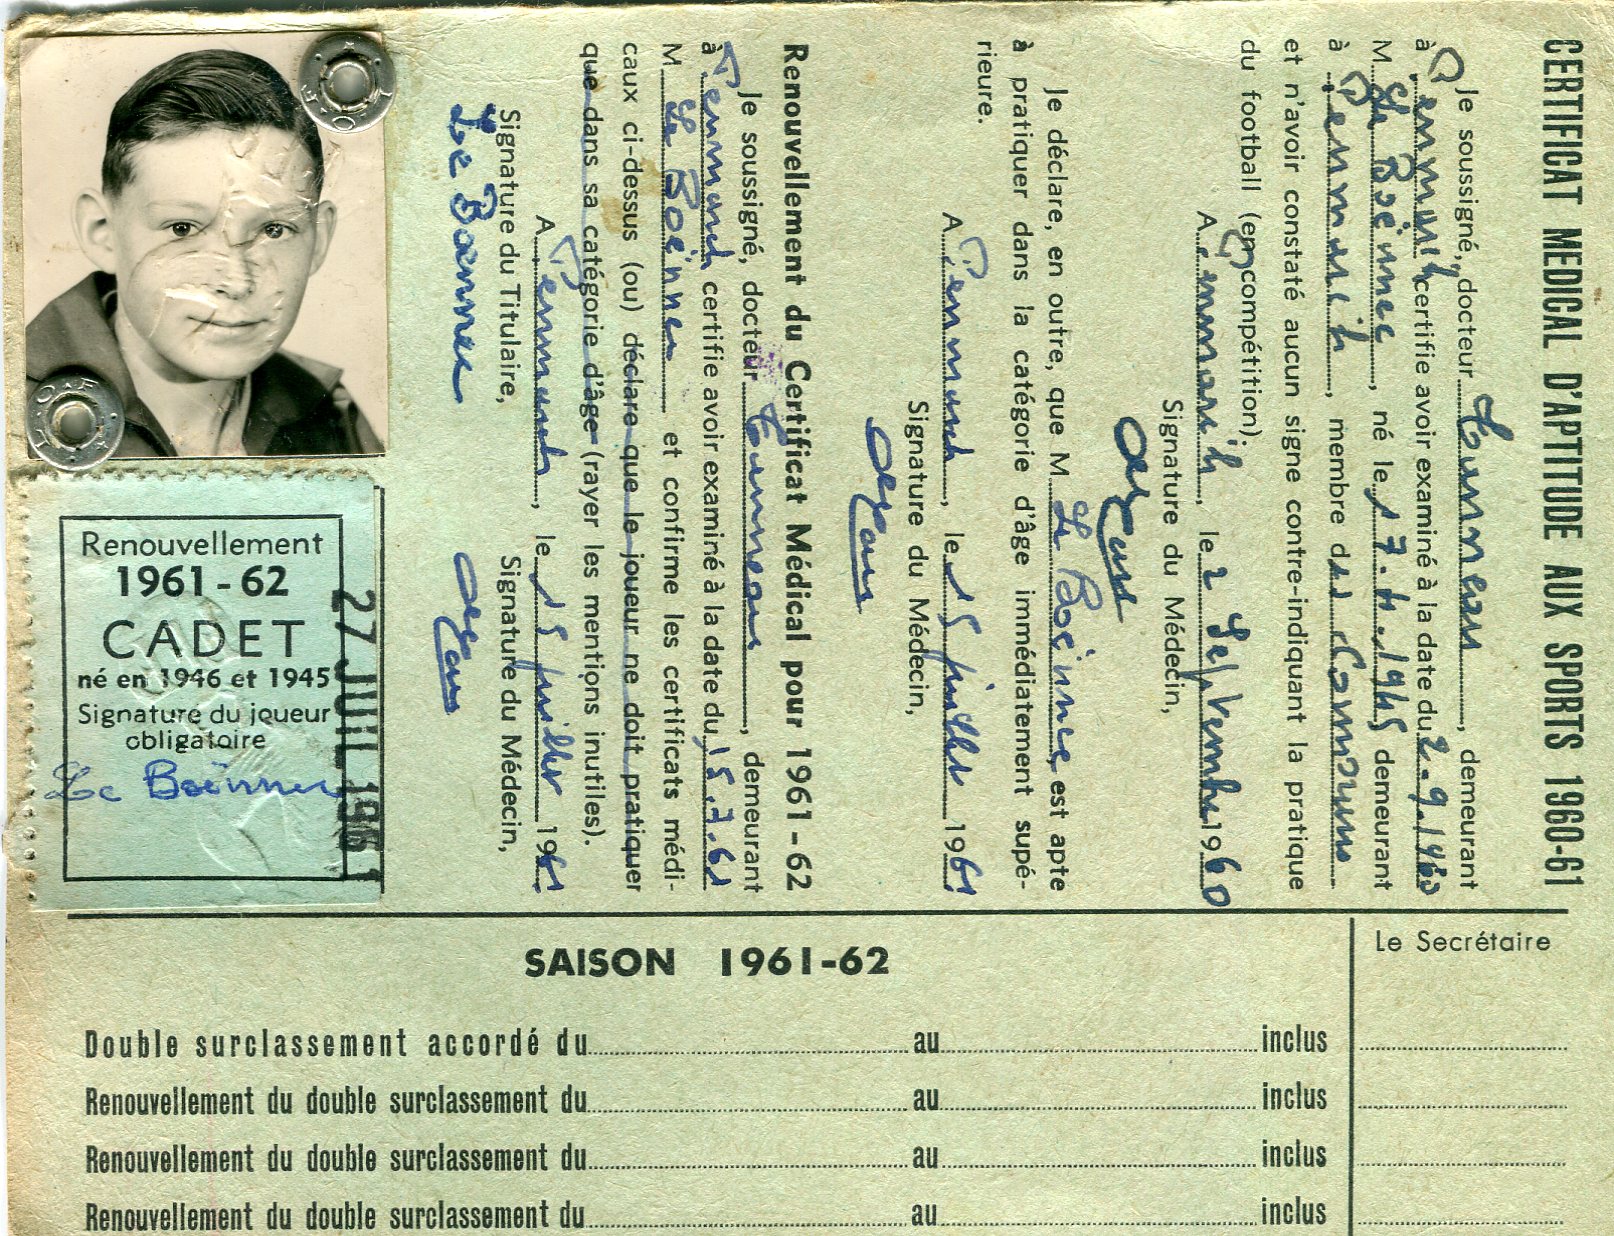 CERTIFICAT MEDICAL D'APTITUDE AUX SPORTS 1960-61
Je soussigné, docteur, demeurant
à Penmarch certifie avoir examiné à la date du 2.9.1960
M. Le Boënnec, né le 17.4.1945 demeurant
à Penmarch, membre des
et n'avoir constaté aucun signe contre-indiquant la pratique
du football (en compétition).
A Penmarch, le 2 Septembre 1960
Signature du Médecin,
Je déclare, en outre, que M. Le Boënnec, est apte
à pratiquer dans la catégorie d'âge immédiatement supé-
rieure.
A Penmarch, le 15 juillet 1961
Signature du Médecin,
Renouvellement du Certificat Médical pour 1961-62
Je soussigné, docteur, demeurant
à Penmarch certifie avoir examiné à la date du 15.7.61
M. Le Boënnec et confirme les certificats médi-
caux ci-dessus (ou) déclare que le joueur ne doit pratiquer
que dans sa catégorie d'âge (rayer les mentions inutiles).
A Penmarch, le 15 juillet 1961
Signature du Titulaire, Signature du Médecin,
Le Boennec
Renouvellement
1961-62
CADET
né en 1946 et 1945
Signature du joueur
obligatoire
Le Boënnec
27 JUIL 1961
SAISON 1961-62
Le Secrétaire
Double surclassement accordé du au inclus
Renouvellement du double surclassement du au inclus
Renouvellement du double surclassement du au inclus
Renouvellement du double surclassement du au inclus